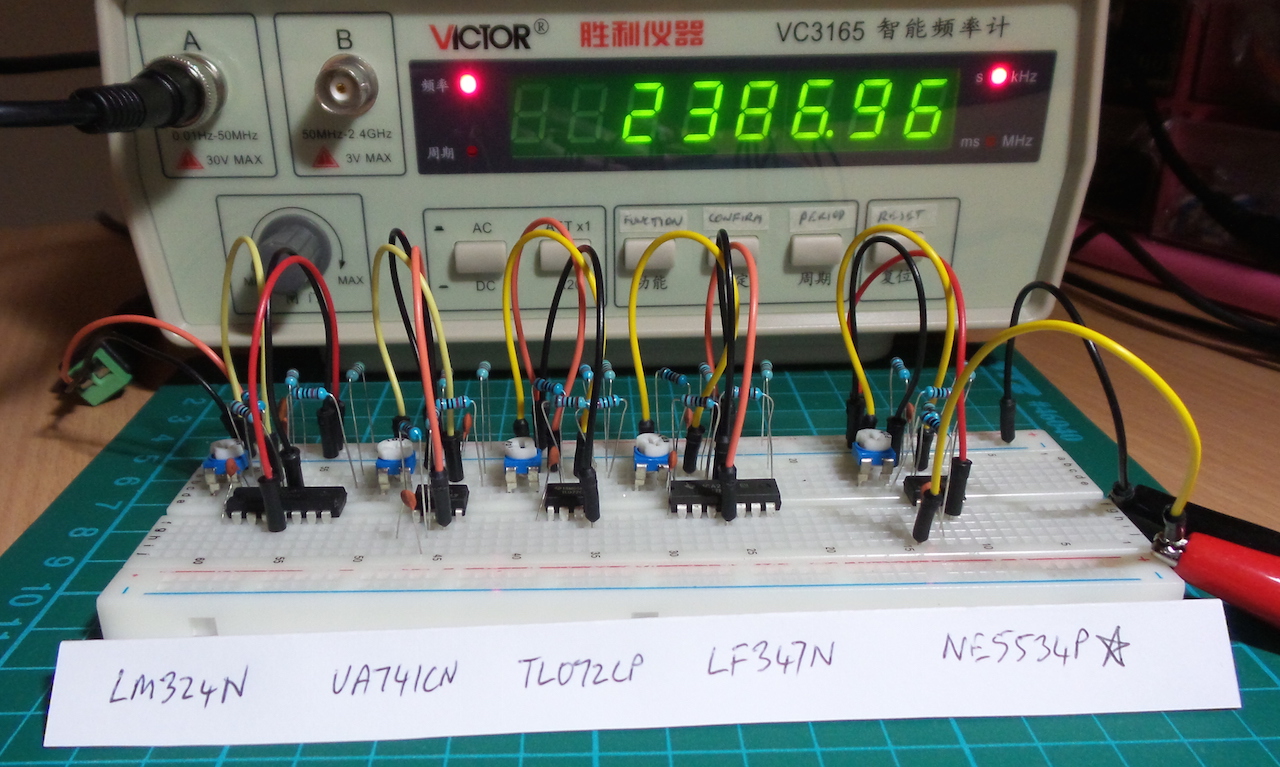 A
B
VICTOR® 胜利仪器
VC3165 智能频率计
频率
2386.96
s kHz
周期
ms MHz
0.01Hz-50MHz
30V MAX
50MHz-2.4GHz
3V MAX
MAX
AC
DC
FUNCTION
CONFIRM
PERIOD
RESET
功能
定
周期
复位
LM324N
UA741CN
TL072CP
LF347N
NE5534P☆